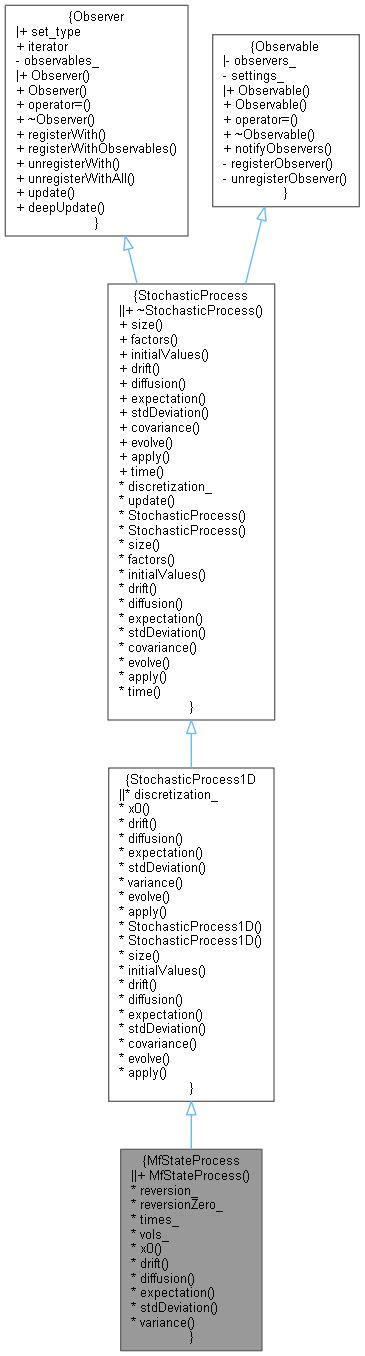 {Observer
|+ set_type
+ iterator
- observables_
|+ Observer()
+ Observer()
+ operator=()
+ ~Observer()
+ registerWith()
+ registerWithObservables()
+ unregisterWith()
+ unregisterWithAll()
+ update()
+ deepUpdate()
}
{Observable
|- observers_
- settings_
|+ Observable()
+ Observable()
+ operator=()
+ ~Observable()
+ notifyObservers()
- registerObserver()
- unregisterObserver()
}
{StochasticProcess
||+ ~StochasticProcess()
+ size()
+ factors()
+ initialValues()
+ drift()
+ diffusion()
+ expectation()
+ stdDeviation()
+ covariance()
+ evolve()
+ apply()
+ time()
* discretization_
* update()
* StochasticProcess()
* StochasticProcess()
* size()
* factors()
* initialValues()
* drift()
* diffusion()
* expectation()
* stdDeviation()
* covariance()
* evolve()
* apply()
* time()
}
{StochasticProcess1D
||* discretization_
* x0()
* drift()
* diffusion()
* expectation()
* stdDeviation()
* variance()
* evolve()
* apply()
* StochasticProcess1D()
* StochasticProcess1D()
* size()
* initialValues()
* drift()
* diffusion()
* expectation()
* stdDeviation()
* covariance()
* evolve()
* apply()
}
{MfStateProcess
||+ MfStateProcess()
* reversion_
* reversionZero_
* times_
* vols_
* x0()
* drift()
* diffusion()
* expectation()
* stdDeviation()
* variance()
}